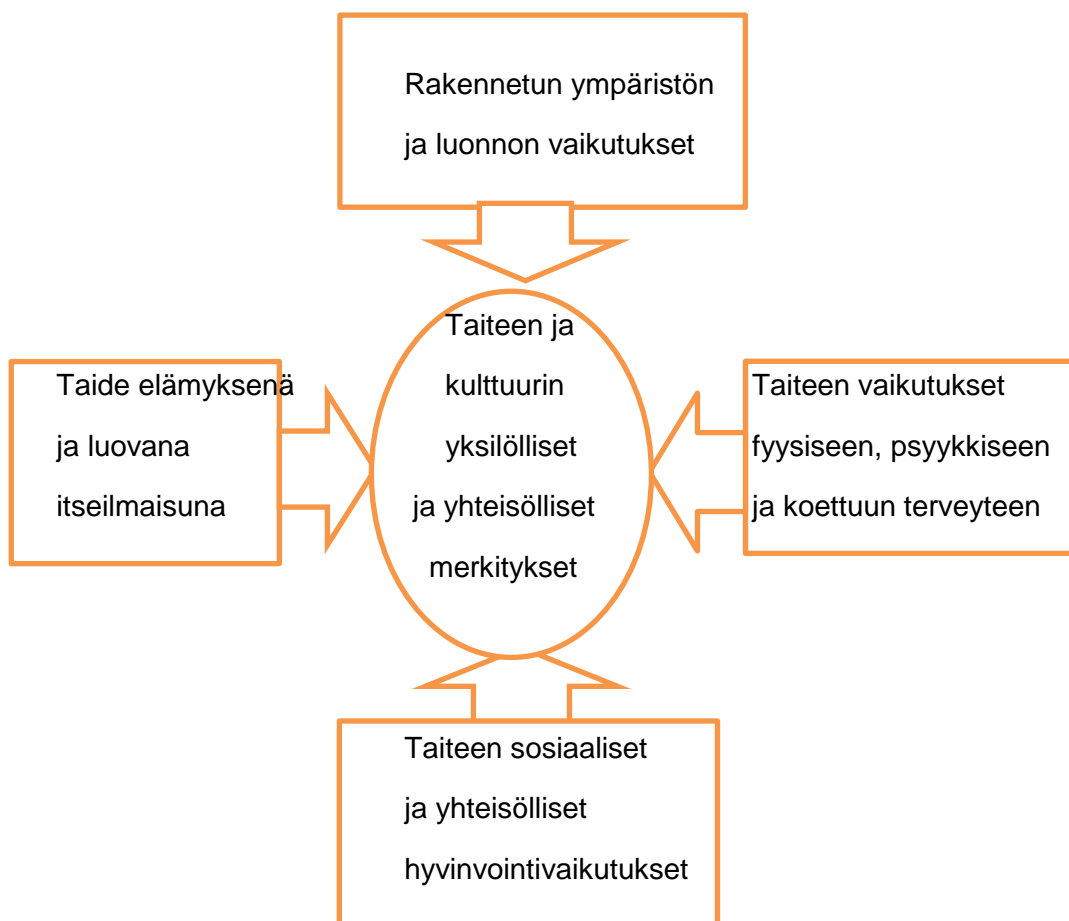 Rakennetun ympäristön
ja luonnon vaikutukset
Taiteen ja
kulttuurin
yksilölliset
ja yhteisölliset
merkitykset
Taide elämyksenä
ja luovana
itseilmaisuna
Taiteen vaikutukset
fyysiseen, psyykkiseen
ja koettuun terveyteen
Taiteen sosiaaliset
ja yhteisölliset
hyvinvointivaikutukset